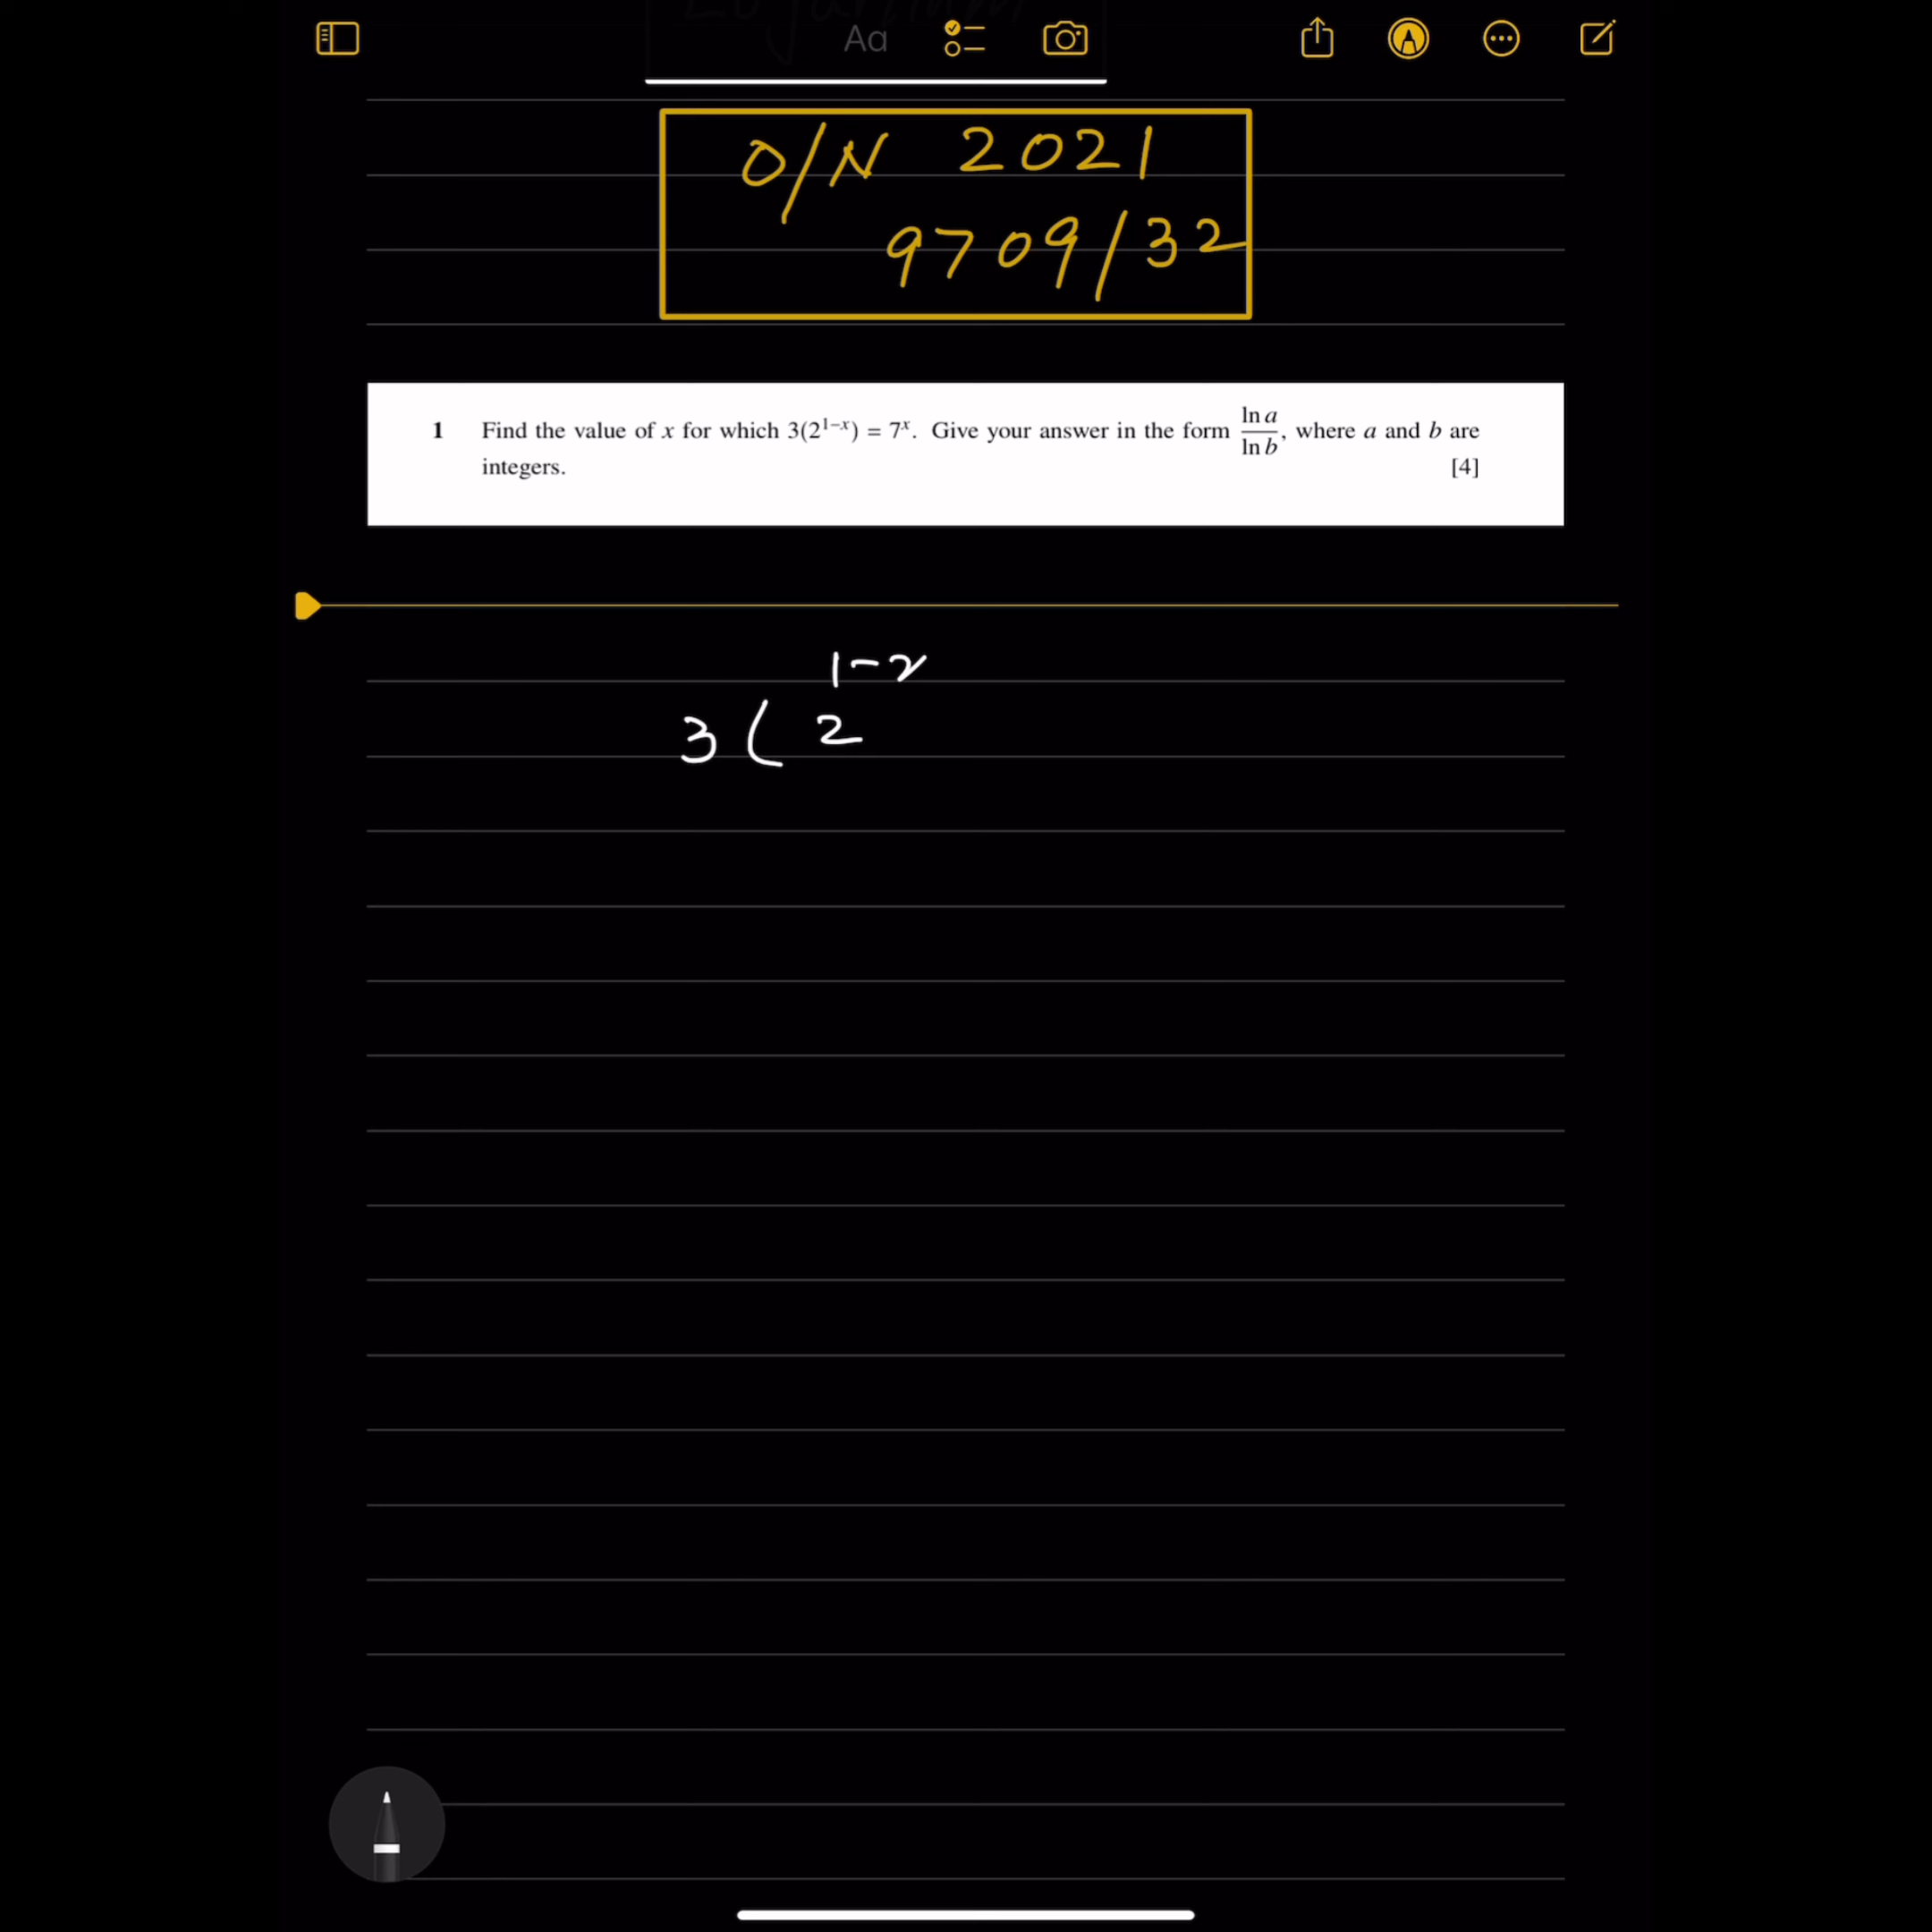 Aa
O/N 2021
9709/32
1 Find the value of x for which 3(2^{1−x}) = 7^x. Give your answer in the form \frac{ln a}{ln b}, where a and b are
integers. [4]
3 ( 2^{1-x}